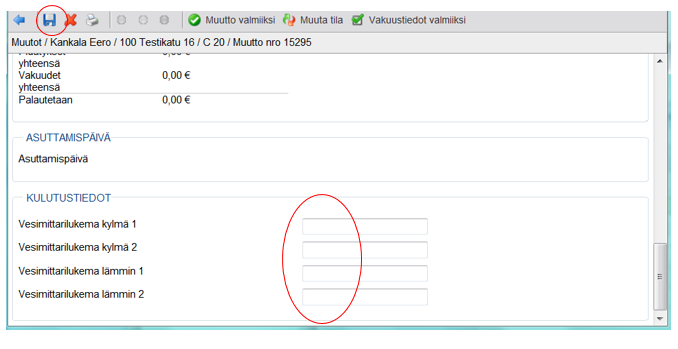 Muutto valmiiksi Muuta tila Vakuustiedot valmiiksi
Muutot / Kankala Eero / 100 Testikatu 16 / C 20 / Muutto nro 15295
yhteensä
Vakuudet 0,00 €
yhteensä
Palautetaan 0,00 €
ASUTTAMISPÄIVÄ
Asuttamispäivä
KULUTUSTIEDOT
Vesimittarilukema kylmä 1
Vesimittarilukema kylmä 2
Vesimittarilukema lämmin 1
Vesimittarilukema lämmin 2